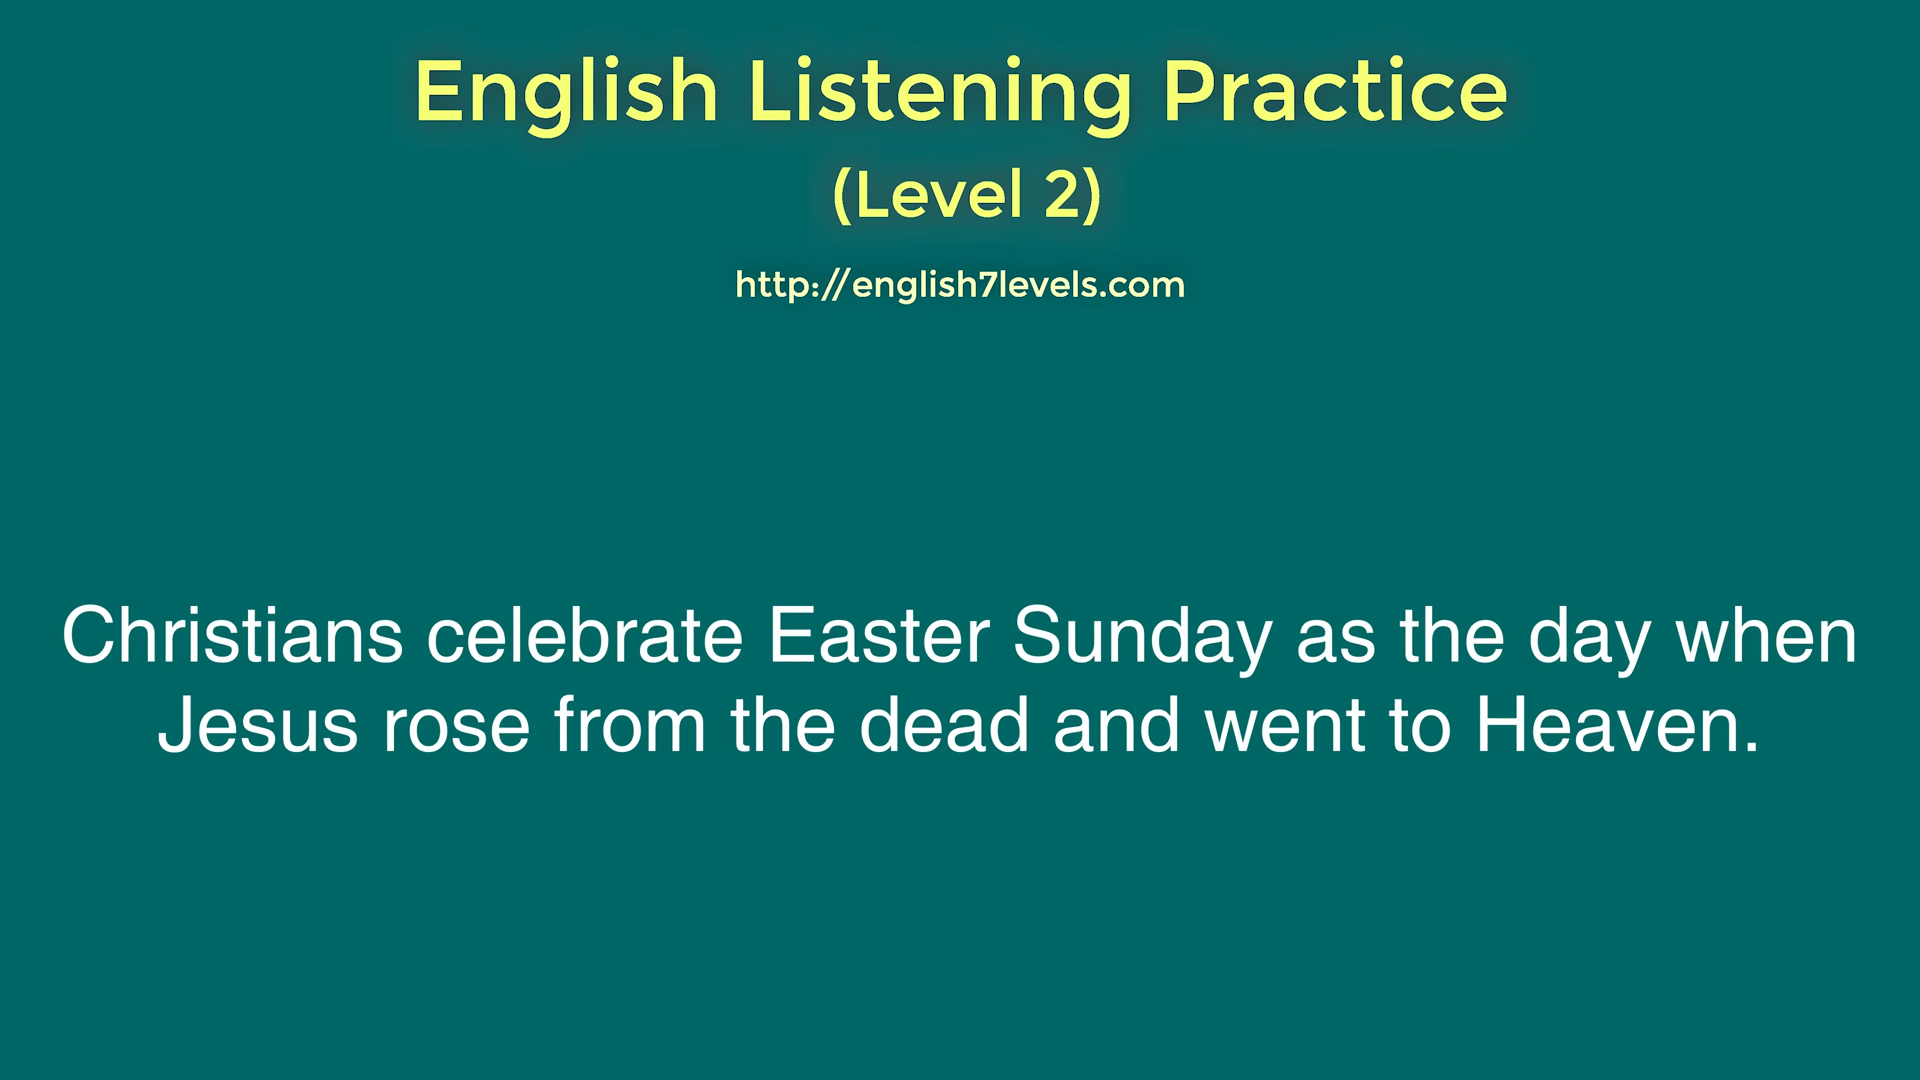 English Listening Practice
(Level 2)
http://english7levels.com
Christians celebrate Easter Sunday as the day when
Jesus rose from the dead and went to Heaven.